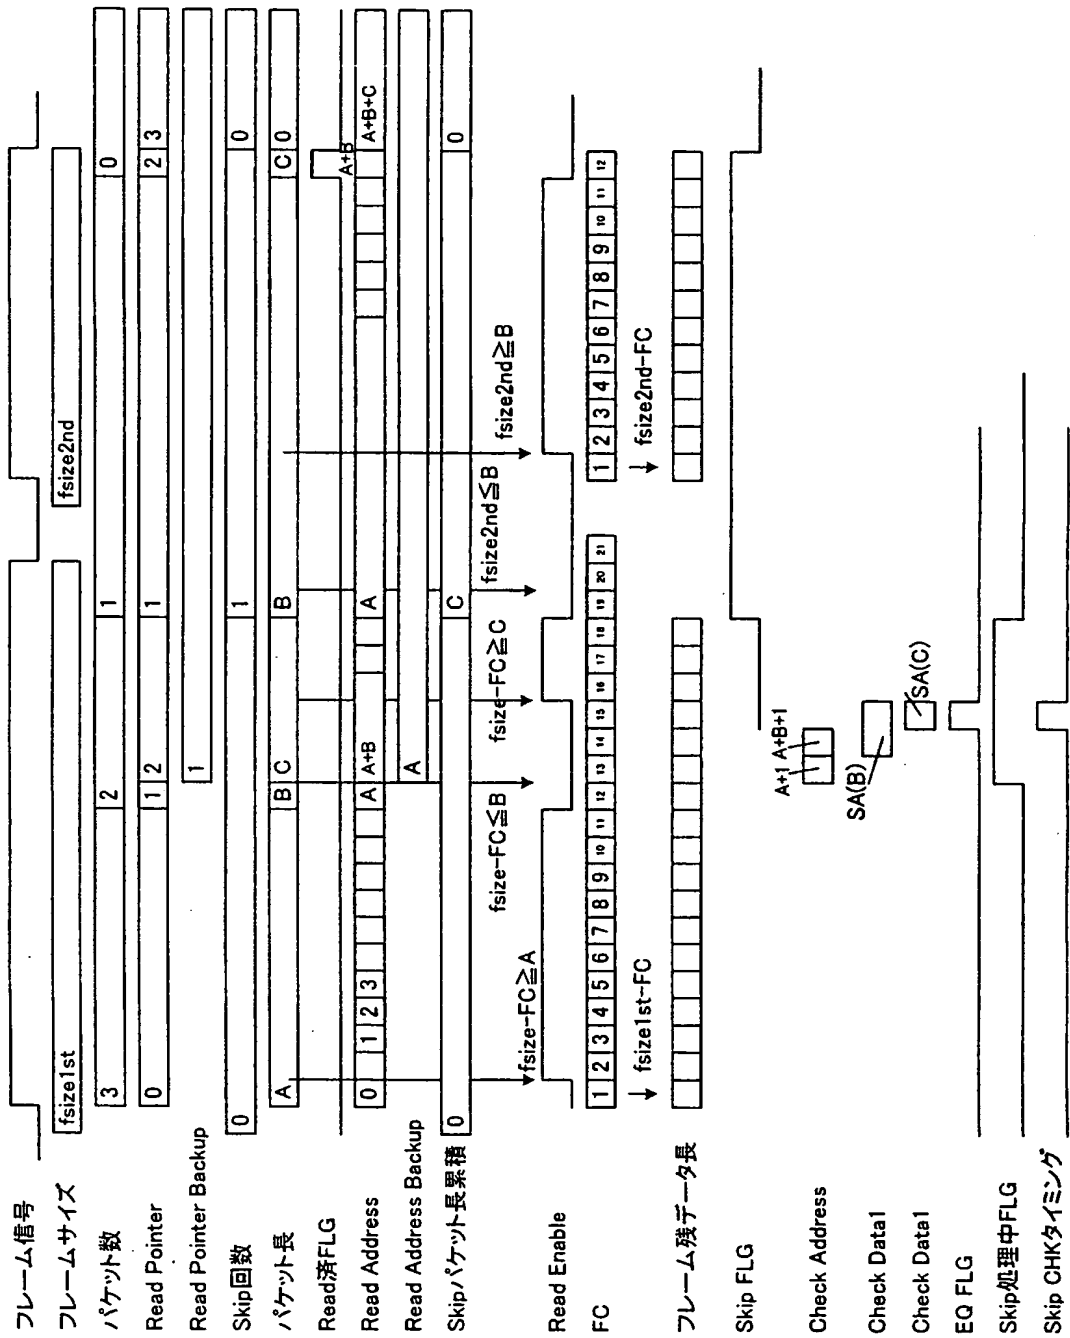 フレーム信号
フレームサイズ fsize1st fsize2nd
パケット数 3 2 1 0
Read Pointer 0 1 2 1 2 3
Read Pointer Backup 1
Skip回数 0 1 0
パケット長 A B C B C 0
Read済FLG
Read Address 0 1 2 3 A A+B A A+B A+B+C
Read Address Backup A
Skipパケット長累積 0 C 0
fsize-FC≧A fsize-FC≦B fsize-FC≧C fsize2nd≦B fsize2nd≧B
Read Enable
FC 1 2 3 4 5 6 7 8 9 10 11 12 13 14 15 16 17 18 19 20 21 1 2 3 4 5 6 7 8 9 10 11 12
fsize1st-FC fsize2nd-FC
フレーム残データ長
Skip FLG
A+1 A+B+1
Check Address
SA(B)
Check Data1
SA(C)
Check Data1
EQ FLG
Skip処理中FLG
Skip CHKタイミング